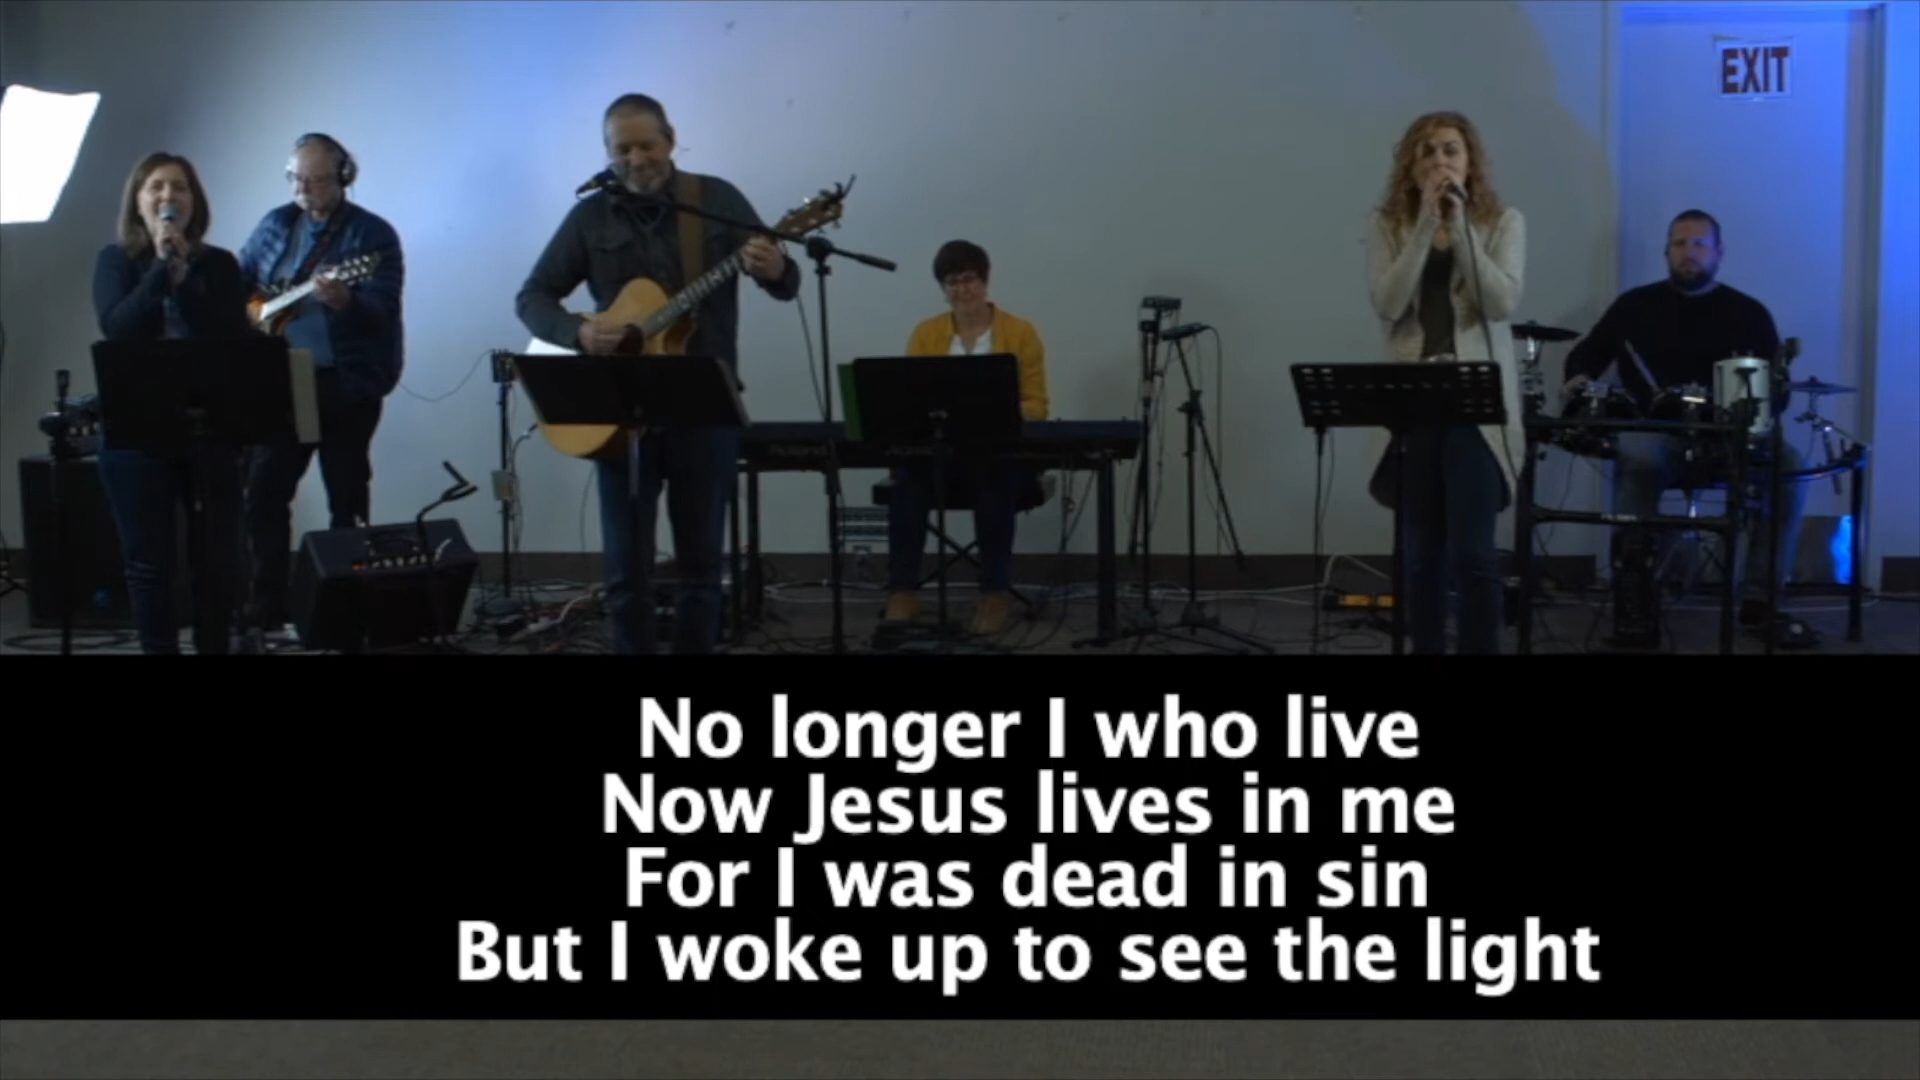 EXIT
Roland
No longer I who live
Now Jesus lives in me
For I was dead in sin
But I woke up to see the light